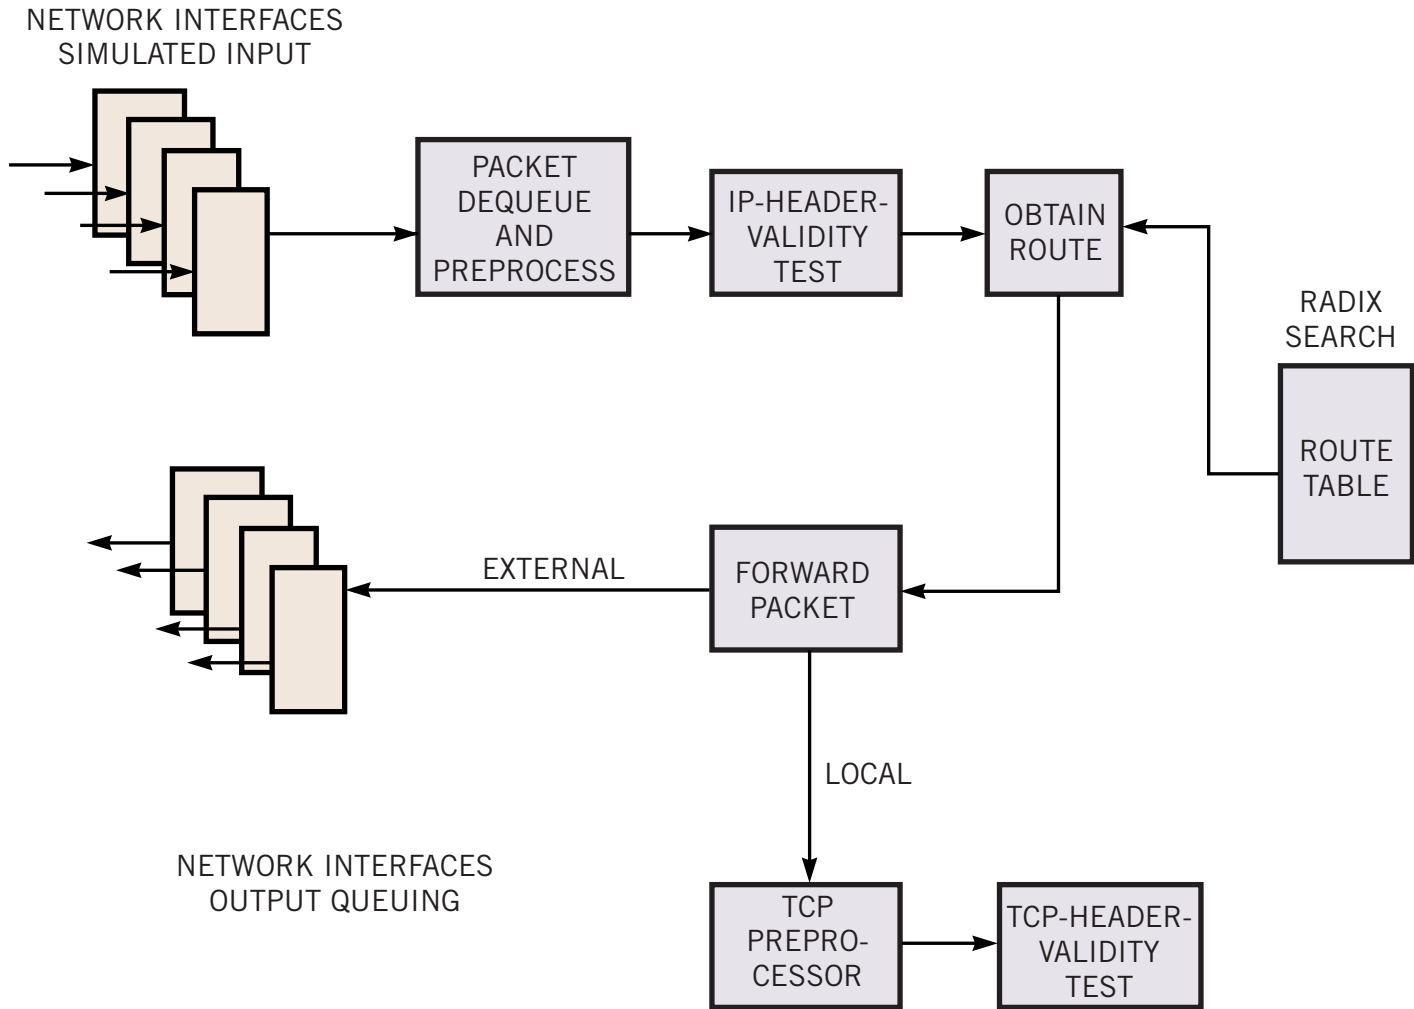 NETWORK INTERFACES
SIMULATED INPUT
PACKET
DEQUEUE
AND
PREPROCESS
IP-HEADER-
VALIDITY
TEST
OBTAIN
ROUTE
RADIX
SEARCH
ROUTE
TABLE
EXTERNAL
FORWARD
PACKET
LOCAL
NETWORK INTERFACES
OUTPUT QUEUING
TCP
PREPRO-
CESSOR
TCP-HEADER-
VALIDITY
TEST